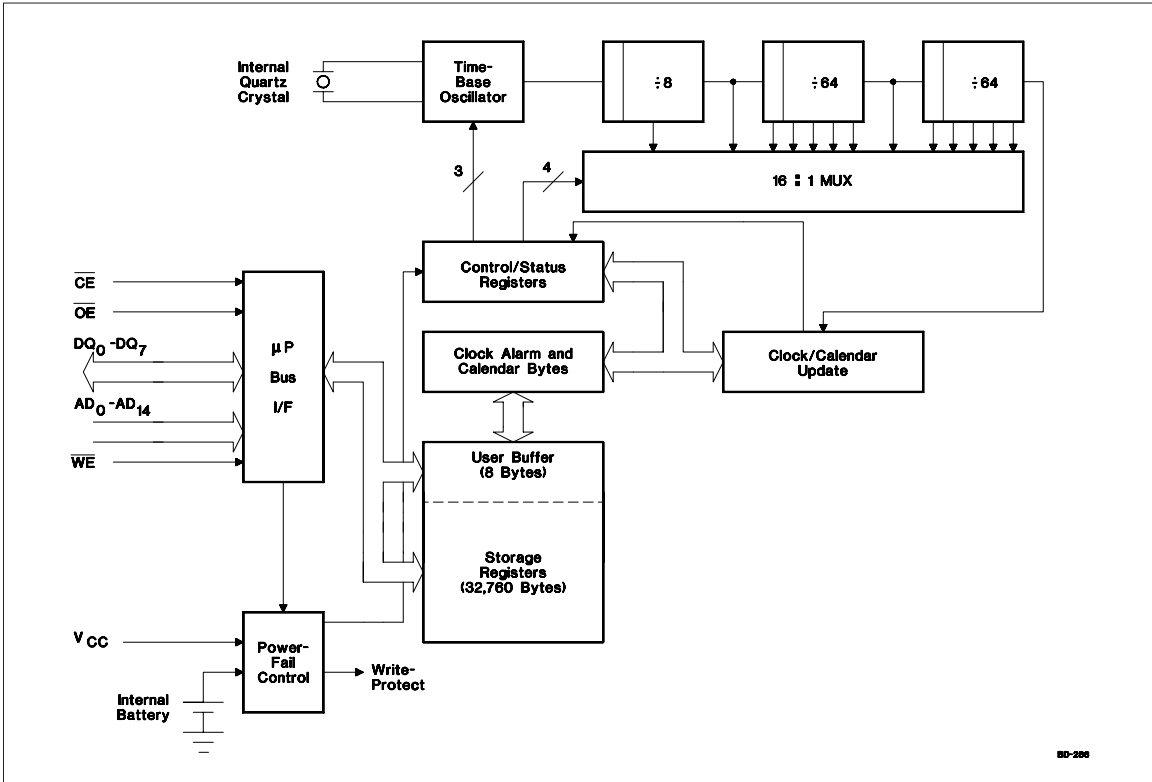 Internal
Quartz
Crystal
Time-
Base
Oscillator
÷8
÷64
÷64
3
4
16 : 1 MUX
Control/Status
Registers
CE
OE
DQ0 -DQ7
AD0 -AD14
WE
µP
Bus
I/F
Clock Alarm and
Calendar Bytes
Clock/Calendar
Update
User Buffer
(8 Bytes)
Storage
Registers
(32,760 Bytes)
VCC
Power-
Fail
Control
Write-
Protect
Internal
Battery
BD-286